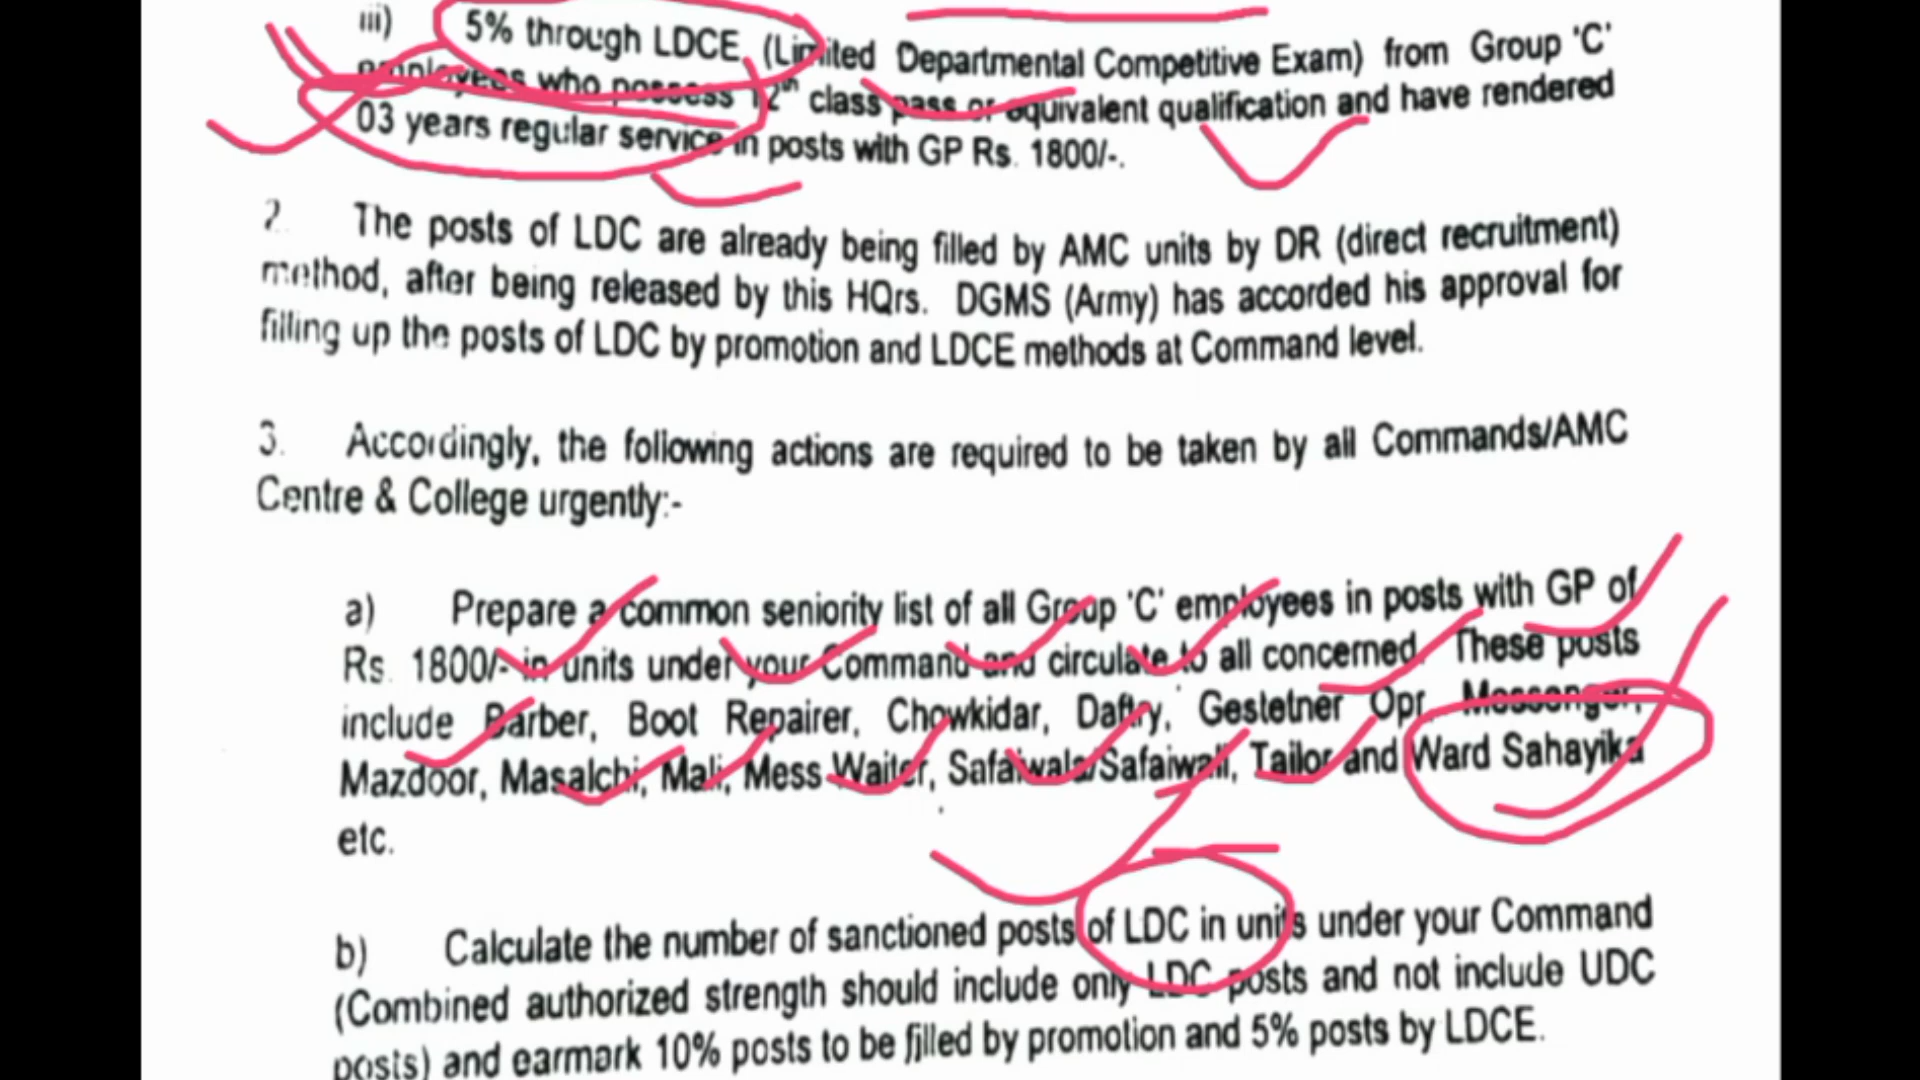 iii) 5% through LDCE (Limited Departmental Competitive Exam) from Group 'C'
employees who possess 12th class pass or equivalent qualification and have rendered
03 years regular service in posts with GP Rs. 1800/-.
2. The posts of LDC are already being filled by AMC units by DR (direct recruitment)
method, after being released by this HQrs. DGMS (Army) has accorded his approval for
filling up the posts of LDC by promotion and LDCE methods at Command level.
3. Accordingly, the following actions are required to be taken by all Commands/AMC
Centre & College urgently:-
a) Prepare a common seniority list of all Group 'C' employees in posts with GP of
Rs. 1800/- in units under your Command and circulate to all concerned. These posts
include Barber, Boot Repairer, Chowkidar, Daftry, Gestetner Opr, Messenger,
Mazdoor, Masalchi, Mali, Mess Waiter, Safaiwala/Safaiwali, Tailor and Ward Sahayika
etc.
b) Calculate the number of sanctioned posts of LDC in units under your Command
(Combined authorized strength should include only LDC posts and not include UDC
posts) and earmark 10% posts to be filled by promotion and 5% posts by LDCE.